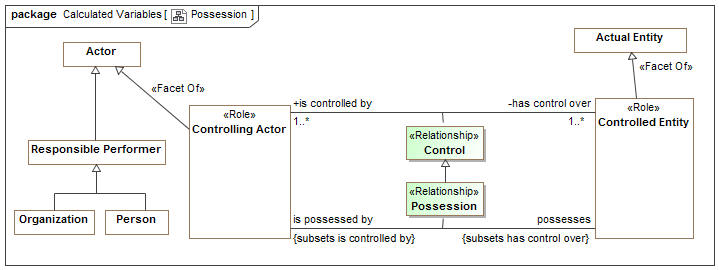 package Calculated Variables [ Possession ]
Actor
Actual Entity
«Facet Of»
«Facet Of»
«Role»
Controlling Actor
+is controlled by
-has control over
1..*
1..*
«Role»
Controlled Entity
«Relationship»
Control
Responsible Performer
«Relationship»
Possession
Organization
Person
is possessed by
possesses
{subsets is controlled by}
{subsets has control over}